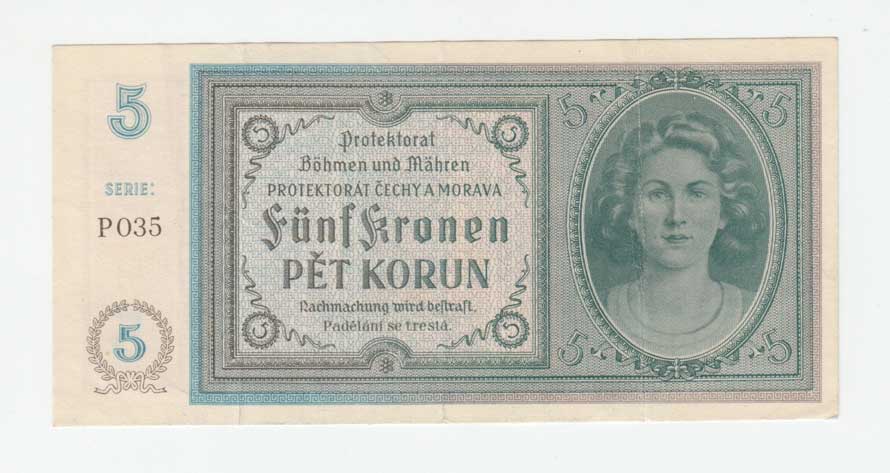 5
SERIE:
P 035
5
Protektorat
Böhmen und Mähren
PROTEKTORÁT ČECHY A MORAVA
Fünf Kronen
PĚT KORUN
Nachmachung wird bestraft.
Padělání se trestá.
5
5
5
5
5
5
5
5